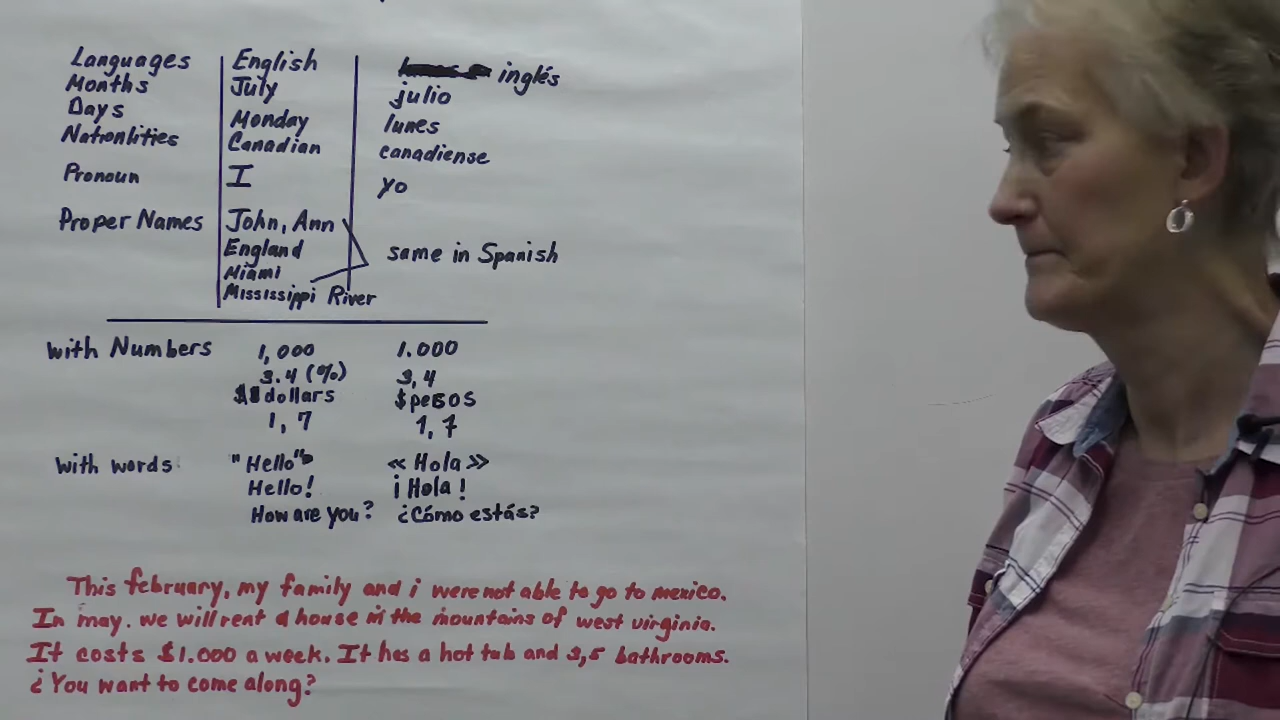 Languages English inglés
Months July julio
Days Monday lunes
Nationlities Canadian canadiense
Pronoun I yo
Proper Names John, Ann
England same in Spanish
Miami
Mississippi River
with Numbers 1,000 1.000
3.4 (%) 3,4
$ dollars $pesos
1, 7 1, 7
with words "Hello" « Hola »
Hello! ¡Hola!
How are you? ¿Cómo estás?
This february, my family and i were not able to go to mexico.
In may. we will rent a house in the mountains of west virginia.
It costs $1.000 a week. It has a hot tub and 3,5 bathrooms.
¿You want to come along?